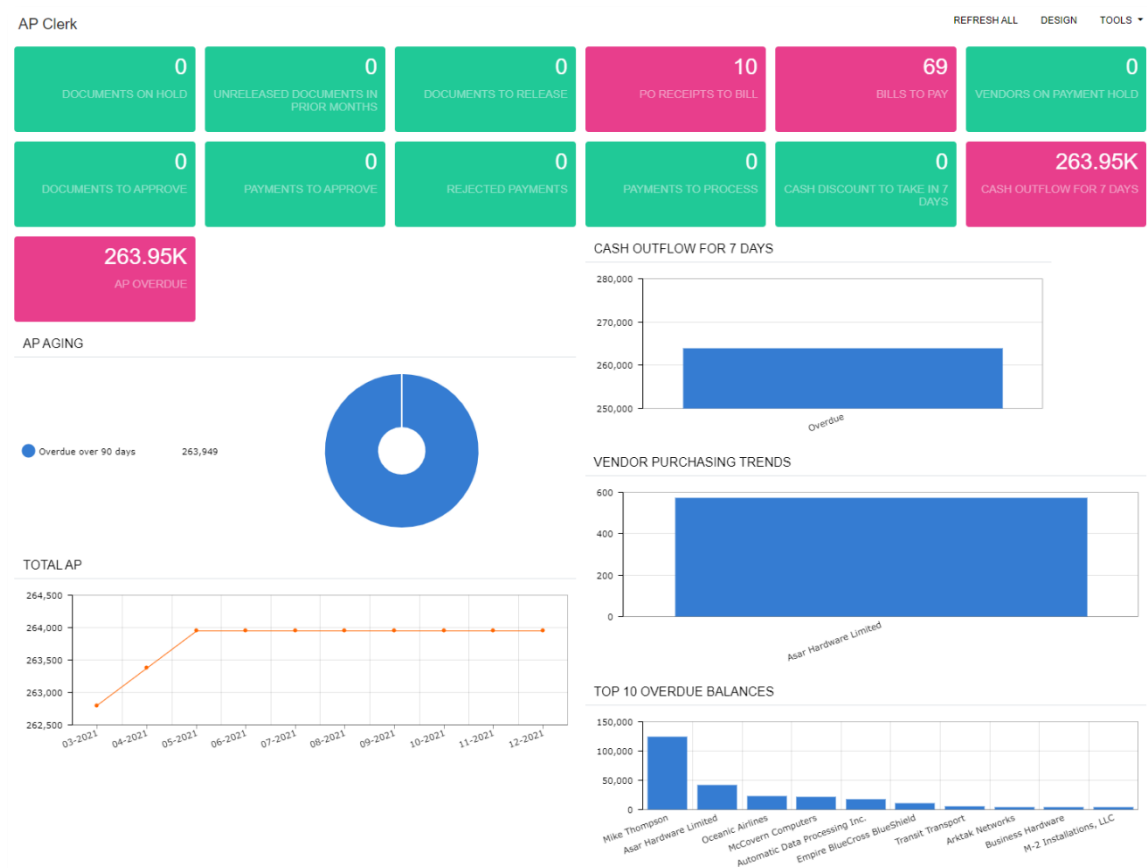 AP Clerk
REFRESH ALL
DESIGN
TOOLS
0
DOCUMENTS ON HOLD
0
UNRELEASED DOCUMENTS IN
PRIOR MONTHS
0
DOCUMENTS TO RELEASE
10
PO RECEIPTS TO BILL
69
BILLS TO PAY
0
VENDORS ON PAYMENT HOLD
0
DOCUMENTS TO APPROVE
0
PAYMENTS TO APPROVE
0
REJECTED PAYMENTS
0
PAYMENTS TO PROCESS
0
CASH DISCOUNT TO TAKE IN 7
DAYS
263.95K
CASH OUTFLOW FOR 7 DAYS
263.95K
AP OVERDUE
AP AGING
Overdue over 90 days 263,949
TOTAL AP
264,500
264,000
263,500
263,000
262,500
03-2021
04-2021
05-2021
06-2021
07-2021
08-2021
09-2021
10-2021
11-2021
12-2021
CASH OUTFLOW FOR 7 DAYS
280,000
270,000
260,000
250,000
Overdue
VENDOR PURCHASING TRENDS
600
400
200
0
Asar Hardware Limited
TOP 10 OVERDUE BALANCES
150,000
100,000
50,000
0
Mike Thompson
Asar Hardware Limited
Oceanic Airlines
McCovern Computers
Automatic Data Processing Inc.
Empire BlueCross BlueShield
Transit Transport
Arktak Networks
Business Hardware
M-2 Installations, LLC